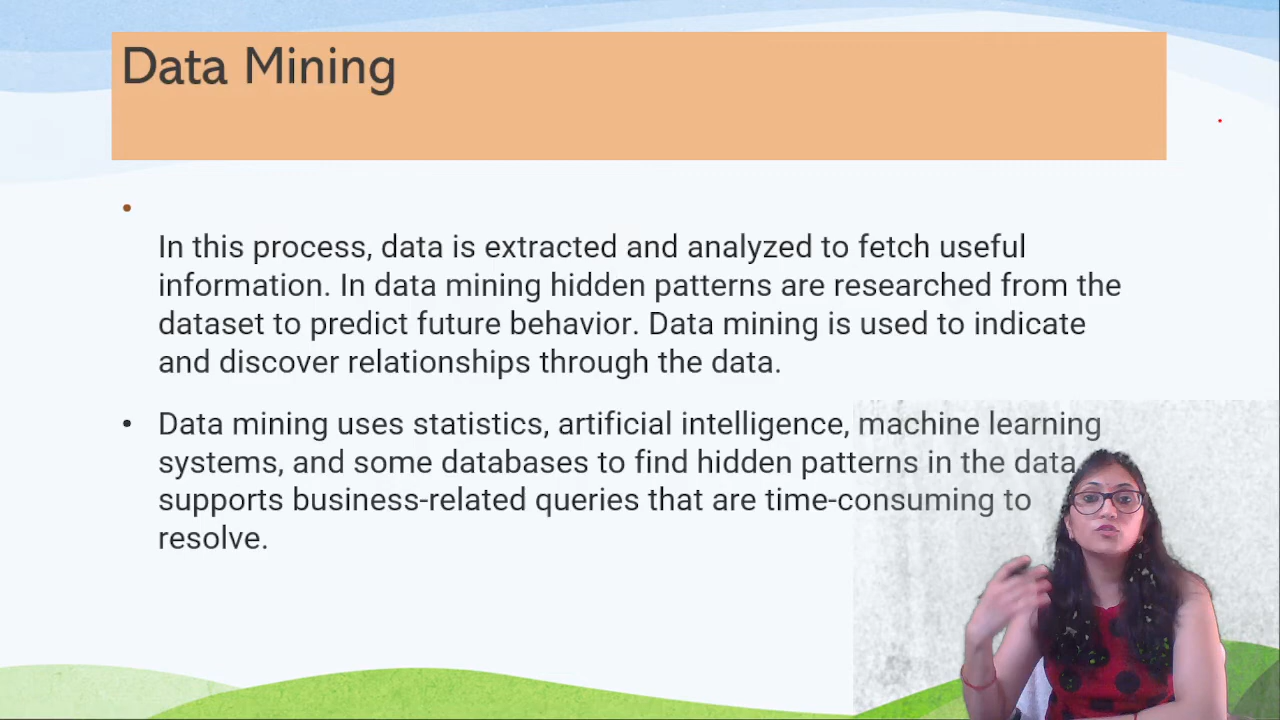 Data Mining
In this process, data is extracted and analyzed to fetch useful
information. In data mining hidden patterns are researched from the
dataset to predict future behavior. Data mining is used to indicate
and discover relationships through the data.
Data mining uses statistics, artificial intelligence, machine learning
systems, and some databases to find hidden patterns in the data
supports business-related queries that are time-consuming to
resolve.